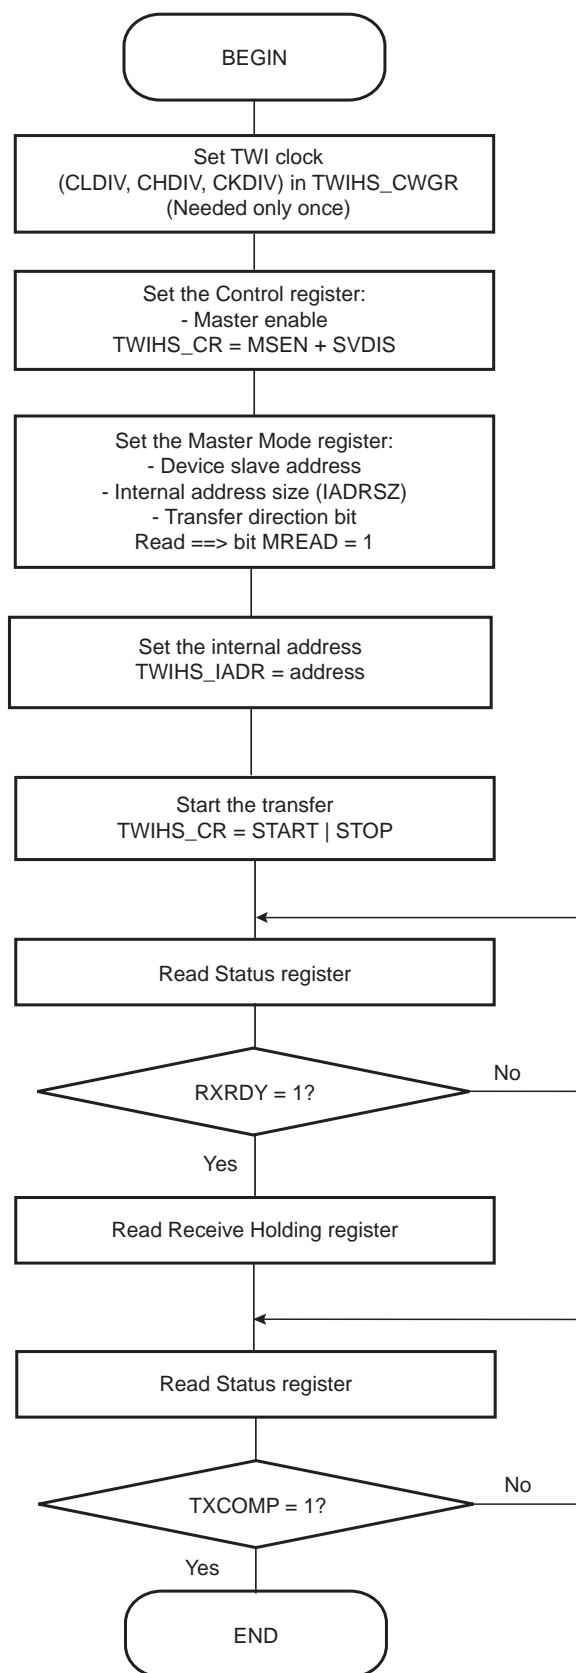 BEGIN
Set TWI clock
(CLDIV, CHDIV, CKDIV) in TWIHS_CWGR
(Needed only once)
Set the Control register:
- Master enable
TWIHS_CR = MSEN + SVDIS
Set the Master Mode register:
- Device slave address
- Internal address size (IADRSZ)
- Transfer direction bit
Read ==> bit MREAD = 1
Set the internal address
TWIHS_IADR = address
Start the transfer
TWIHS_CR = START | STOP
Read Status register
RXRDY = 1?
No
Yes
Read Receive Holding register
Read Status register
TXCOMP = 1?
No
Yes
END